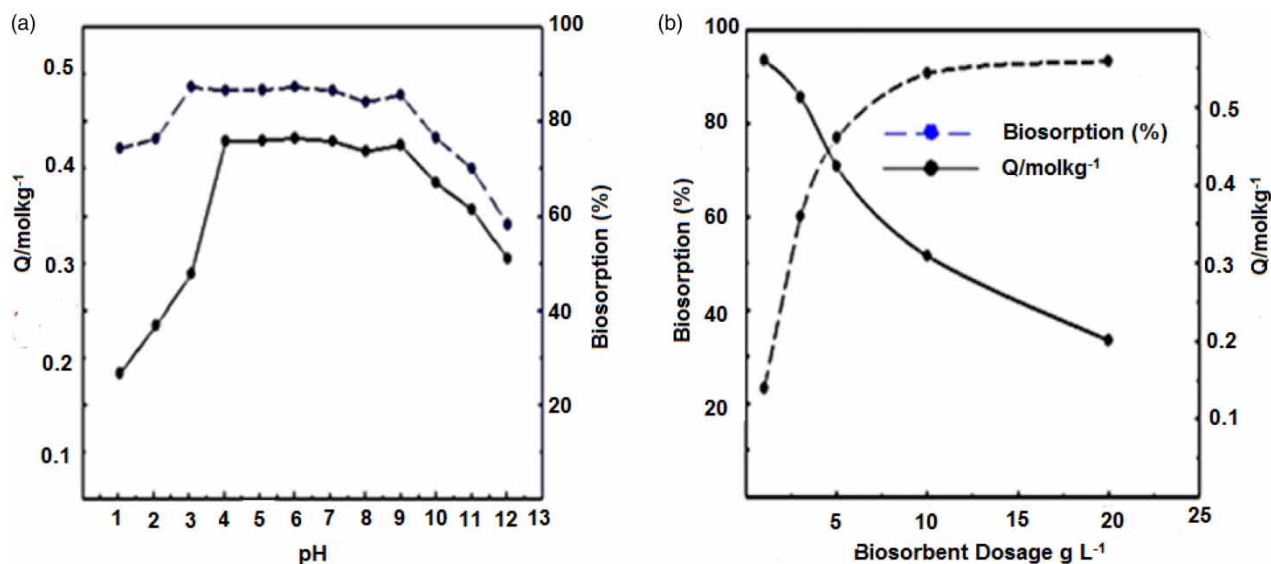 (a)
100
0.5
80
0.4
60
0.3
40
0.2
20
0.1
Q/molkg-1
Biosorption (%)
1 2 3 4 5 6 7 8 9 10 11 12 13
pH
(b)
100
80
60
40
20
Biosorption (%)
Biosorption (%)
Q/molkg-1
0.5
0.4
0.3
0.2
0.1
Q/molkg-1
5 10 15 20 25
Biosorbent Dosage g L-1